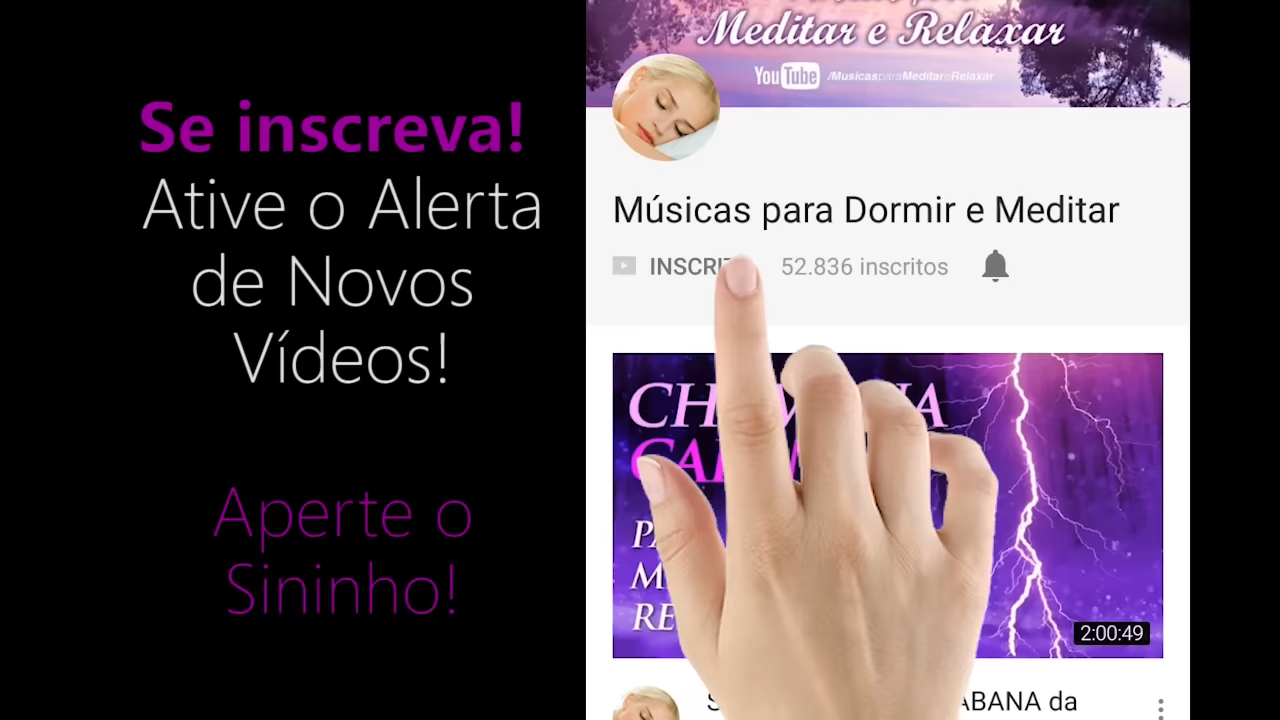 Se inscreva!
Ative o Alerta
de Novos
Vídeos!
Aperte o
Sininho!
Meditar e Relaxar
YouTube /MusicasparaMeditareRelaxar
Músicas para Dormir e Meditar
52.836 inscritos
2:00:49
da